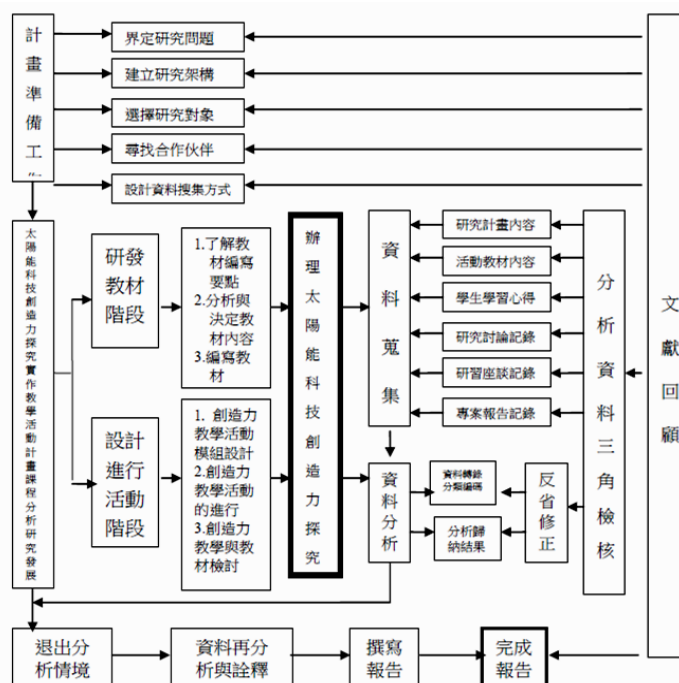 計畫準備工
界定研究問題
建立研究架構
選擇研究對象
尋找合作伙伴
設計資料搜集方式
太陽能科技創造力探究實作教學活動計畫課程分析研究發展
研發
教材
階段
1.了解教
材編寫
要點
2.分析與
決定教
材內容
3.編寫教
材
設計
進行
活動
階段
1. 創造力
教學活動
模組設計
2.創造力
教學活動
的進行
3.創造力
教學與教
材檢討
辦理太陽能科技創造力探究
資料蒐集
研究計畫內容
活動教材內容
學生學習心得
研究討論記錄
研習座談記錄
專案報告記錄
資料分析
資料轉錄
分類編碼
分析歸
納結果
反省修正
分析資料三角檢核
文獻回顧
退出分
析情境
資料再分
析與詮釋
撰寫
報告
完成
報告